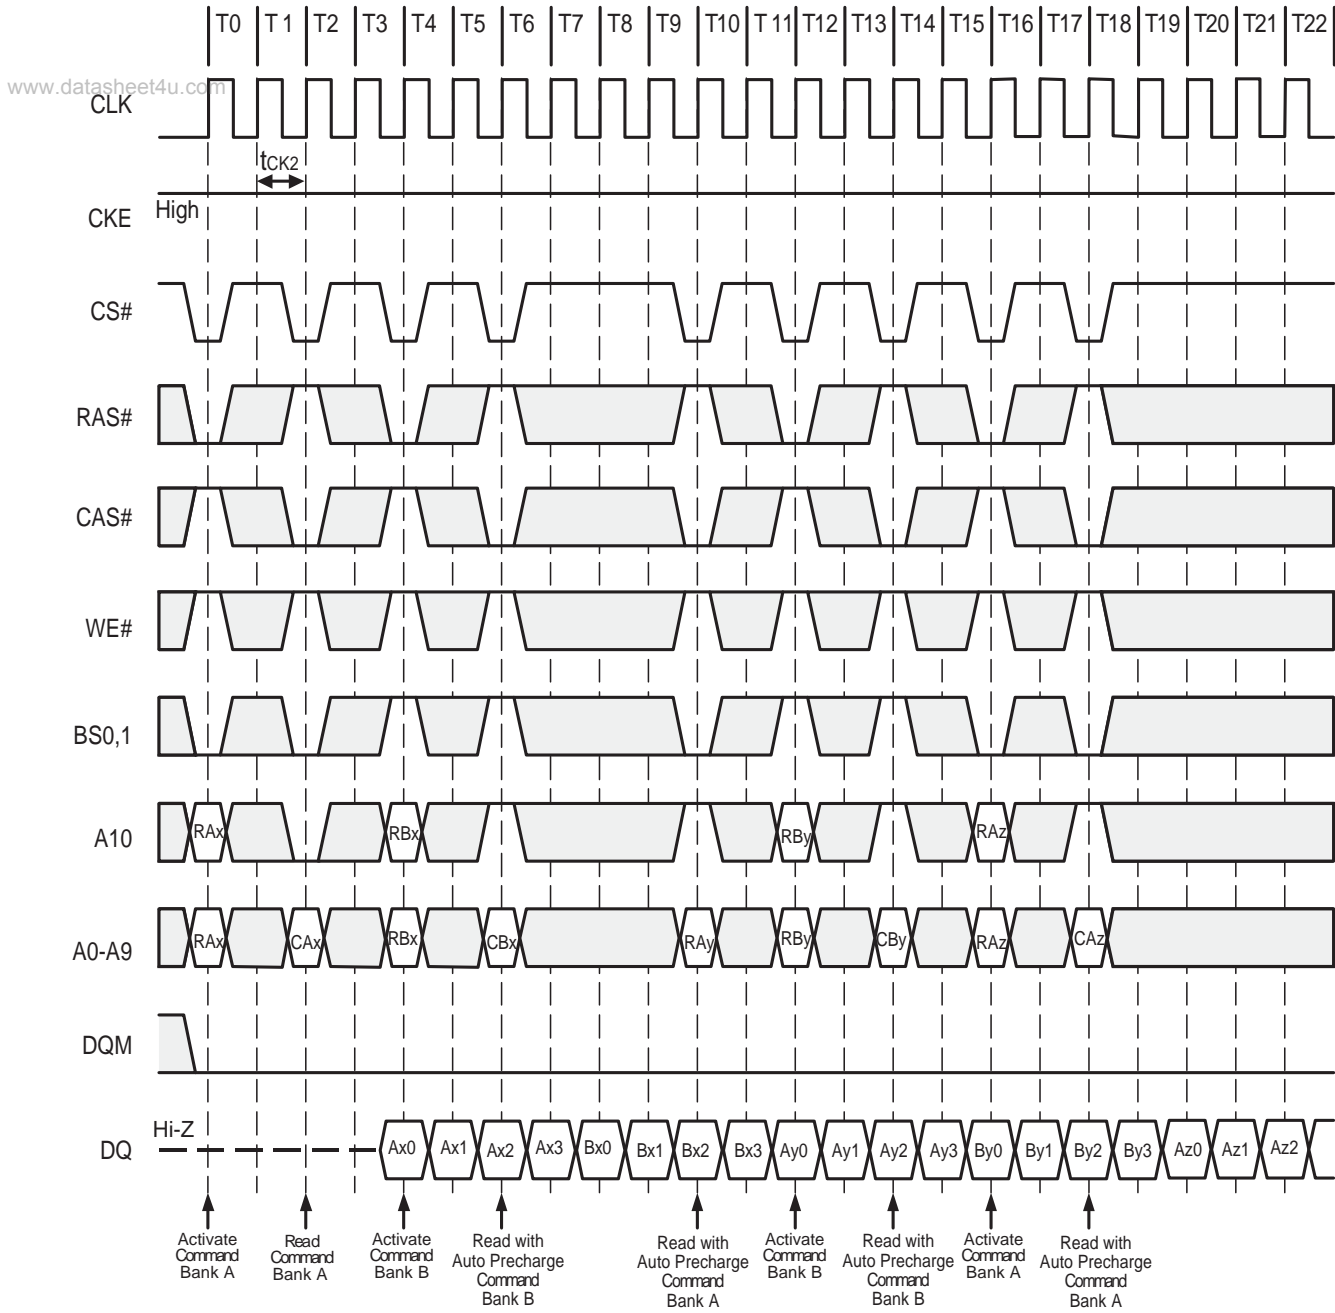 T0 T 1 T2 T3 T4 T5 T6 T7 T8 T9 T10 T 11 T12 T13 T14 T15 T16 T17 T18 T19 T20 T21 T22
www.datasheet4u.com
CLK
tCK2
High
CKE
CS#
RAS#
CAS#
WE#
BS0,1
A10 RAx RBx RBy RAz
A0-A9 RAx CAx RBx CBx RAy RBy CBy RAz CAz
DQM
Hi-Z
DQ Ax0 Ax1 Ax2 Ax3 Bx0 Bx1 Bx2 Bx3 Ay0 Ay1 Ay2 Ay3 By0 By1 By2 By3 Az0 Az1 Az2
Activate
Command
Bank A
Read
Command
Bank A
Activate
Command
Bank B
Read with
Auto Precharge
Command
Bank B
Read with
Auto Precharge
Command
Bank A
Activate
Command
Bank B
Read with
Auto Precharge
Command
Bank B
Activate
Command
Bank A
Read with
Auto Precharge
Command
Bank A